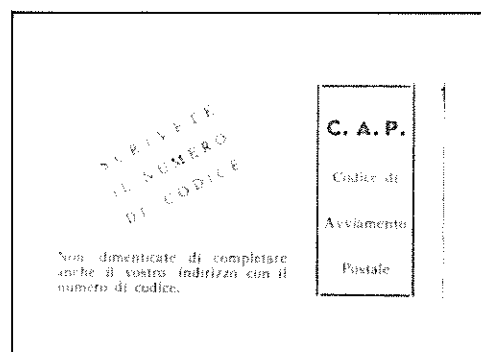 SCRIVETE
IL NUMERO
DI CODICE
Non dimenticate di completare
anche il vostro indirizzo con il
numero di codice.
C. A. P.
Codice di
Avviamento
Postale